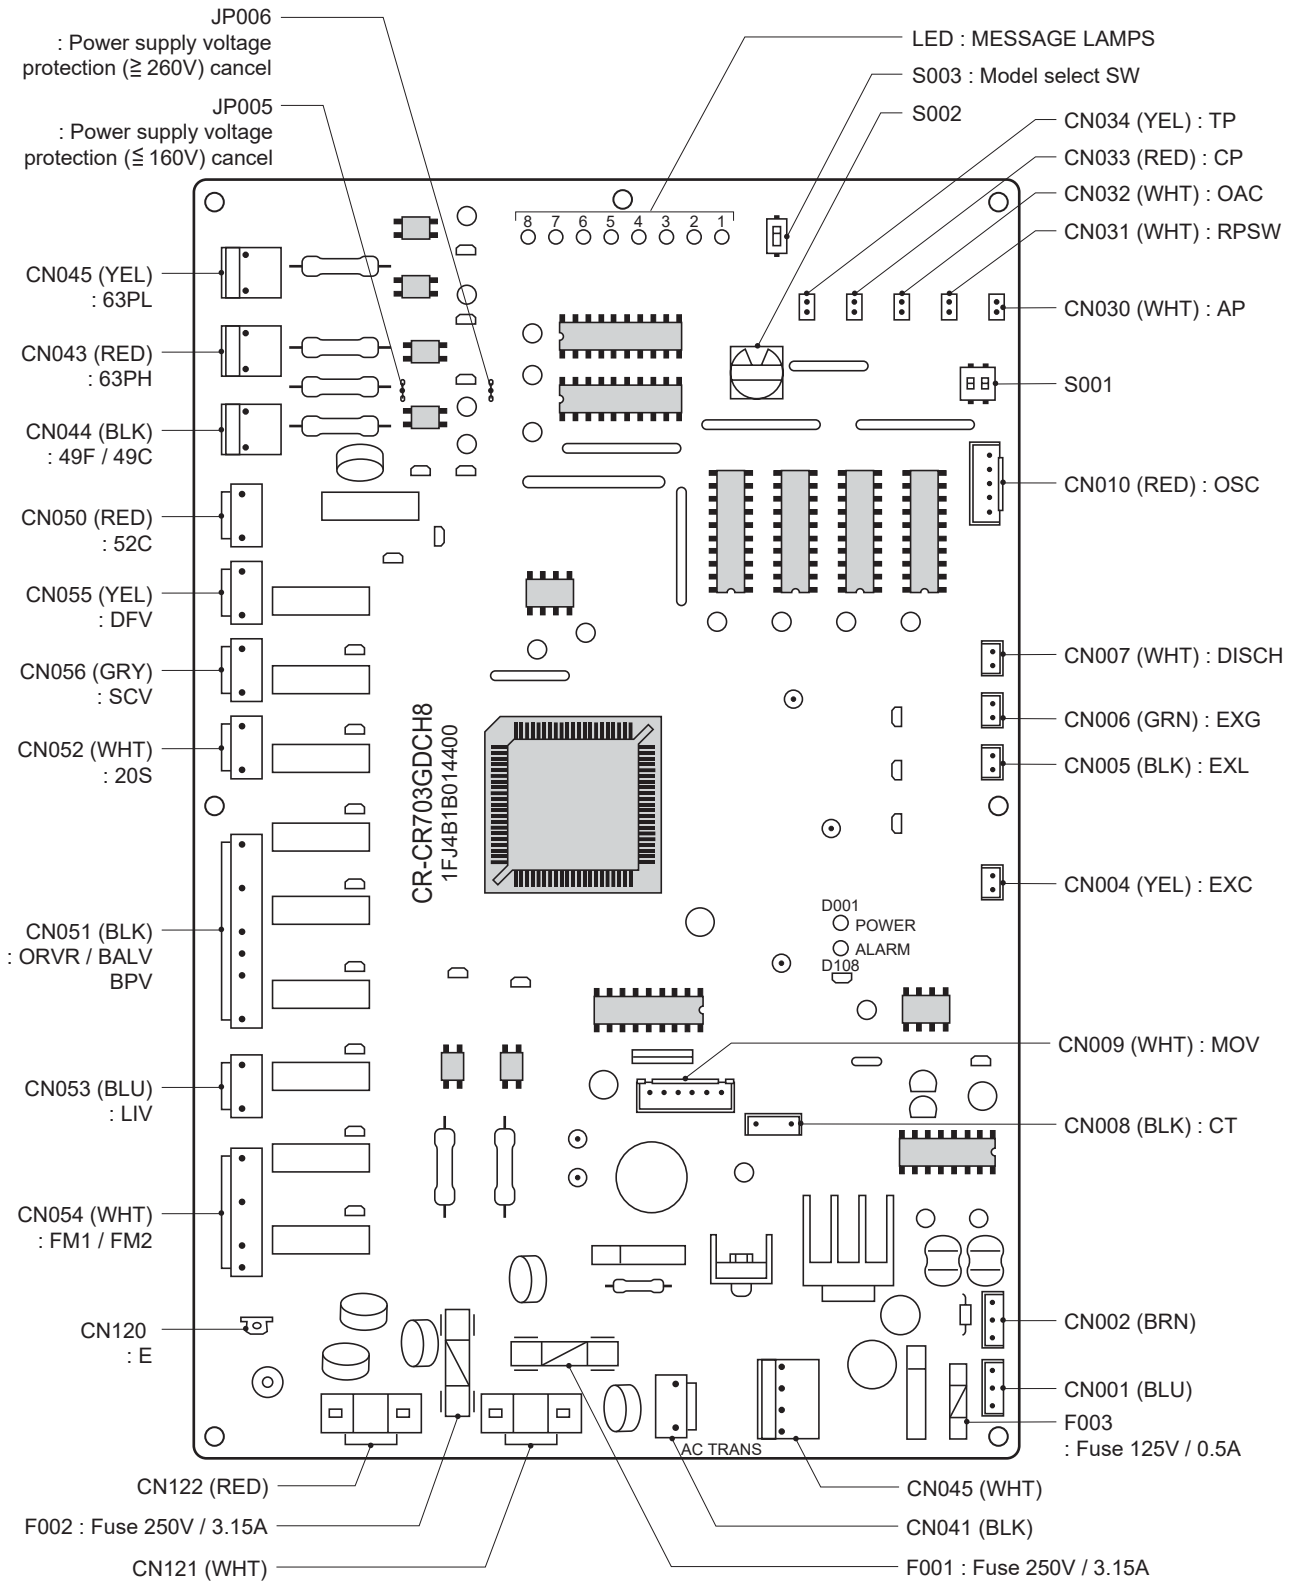 JP006
: Power supply voltage
protection (≧ 260V) cancel
JP005
: Power supply voltage
protection (≦ 160V) cancel
LED : MESSAGE LAMPS
S003 : Model select SW
S002
CN034 (YEL) : TP
CN033 (RED) : CP
CN032 (WHT) : OAC
CN031 (WHT) : RPSW
CN030 (WHT) : AP
S001
CN010 (RED) : OSC
CN007 (WHT) : DISCH
CN006 (GRN) : EXG
CN005 (BLK) : EXL
CN004 (YEL) : EXC
CN009 (WHT) : MOV
CN008 (BLK) : CT
CN002 (BRN)
CN001 (BLU)
F003
: Fuse 125V / 0.5A
8 7 6 5 4 3 2 1
CR-CR703GDCH8
1FJ4B1B014400
D001
POWER
ALARM
D108
AC TRANS
CN045 (YEL)
: 63PL
CN043 (RED)
: 63PH
CN044 (BLK)
: 49F / 49C
CN050 (RED)
: 52C
CN055 (YEL)
: DFV
CN056 (GRY)
: SCV
CN052 (WHT)
: 20S
CN051 (BLK)
: ORVR / BALV
BPV
CN053 (BLU)
: LIV
CN054 (WHT)
: FM1 / FM2
CN120
: E
CN122 (RED)
F002 : Fuse 250V / 3.15A
CN121 (WHT)
CN045 (WHT)
CN041 (BLK)
F001 : Fuse 250V / 3.15A